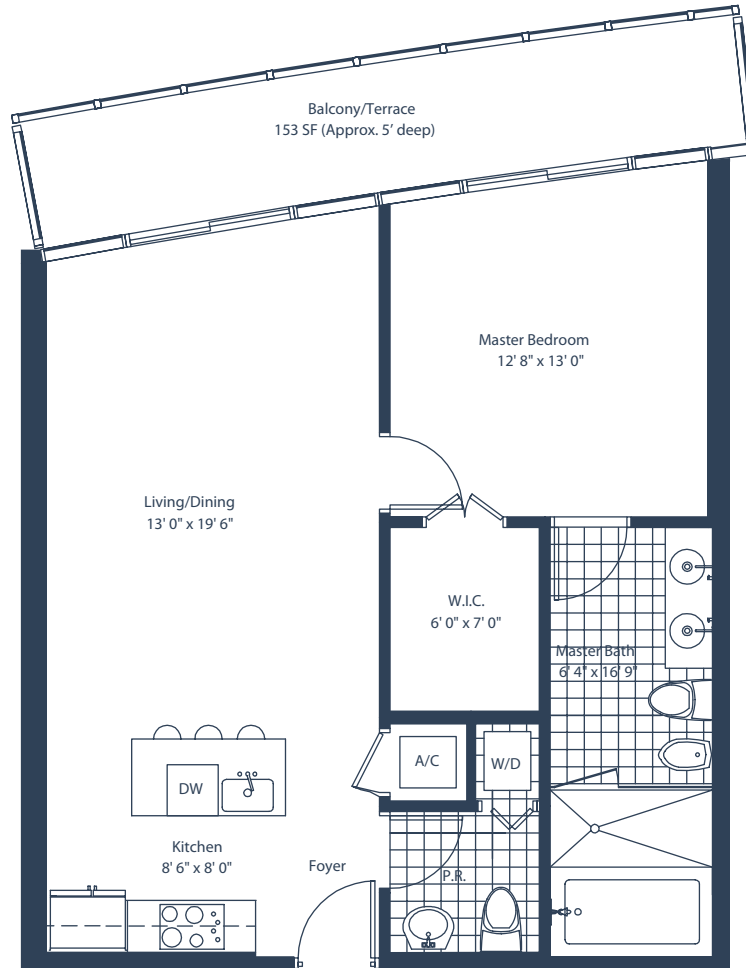 Balcony/Terrace
153 SF (Approx. 5’ deep)
Master Bedroom
12' 8" x 13' 0"
Living/Dining
13' 0" x 19' 6"
W.I.C.
6' 0" x 7' 0"
Master Bath
6' 4" x 16' 9"
A/C
W/D
DW
Kitchen
8' 6" x 8' 0"
Foyer
P.R.